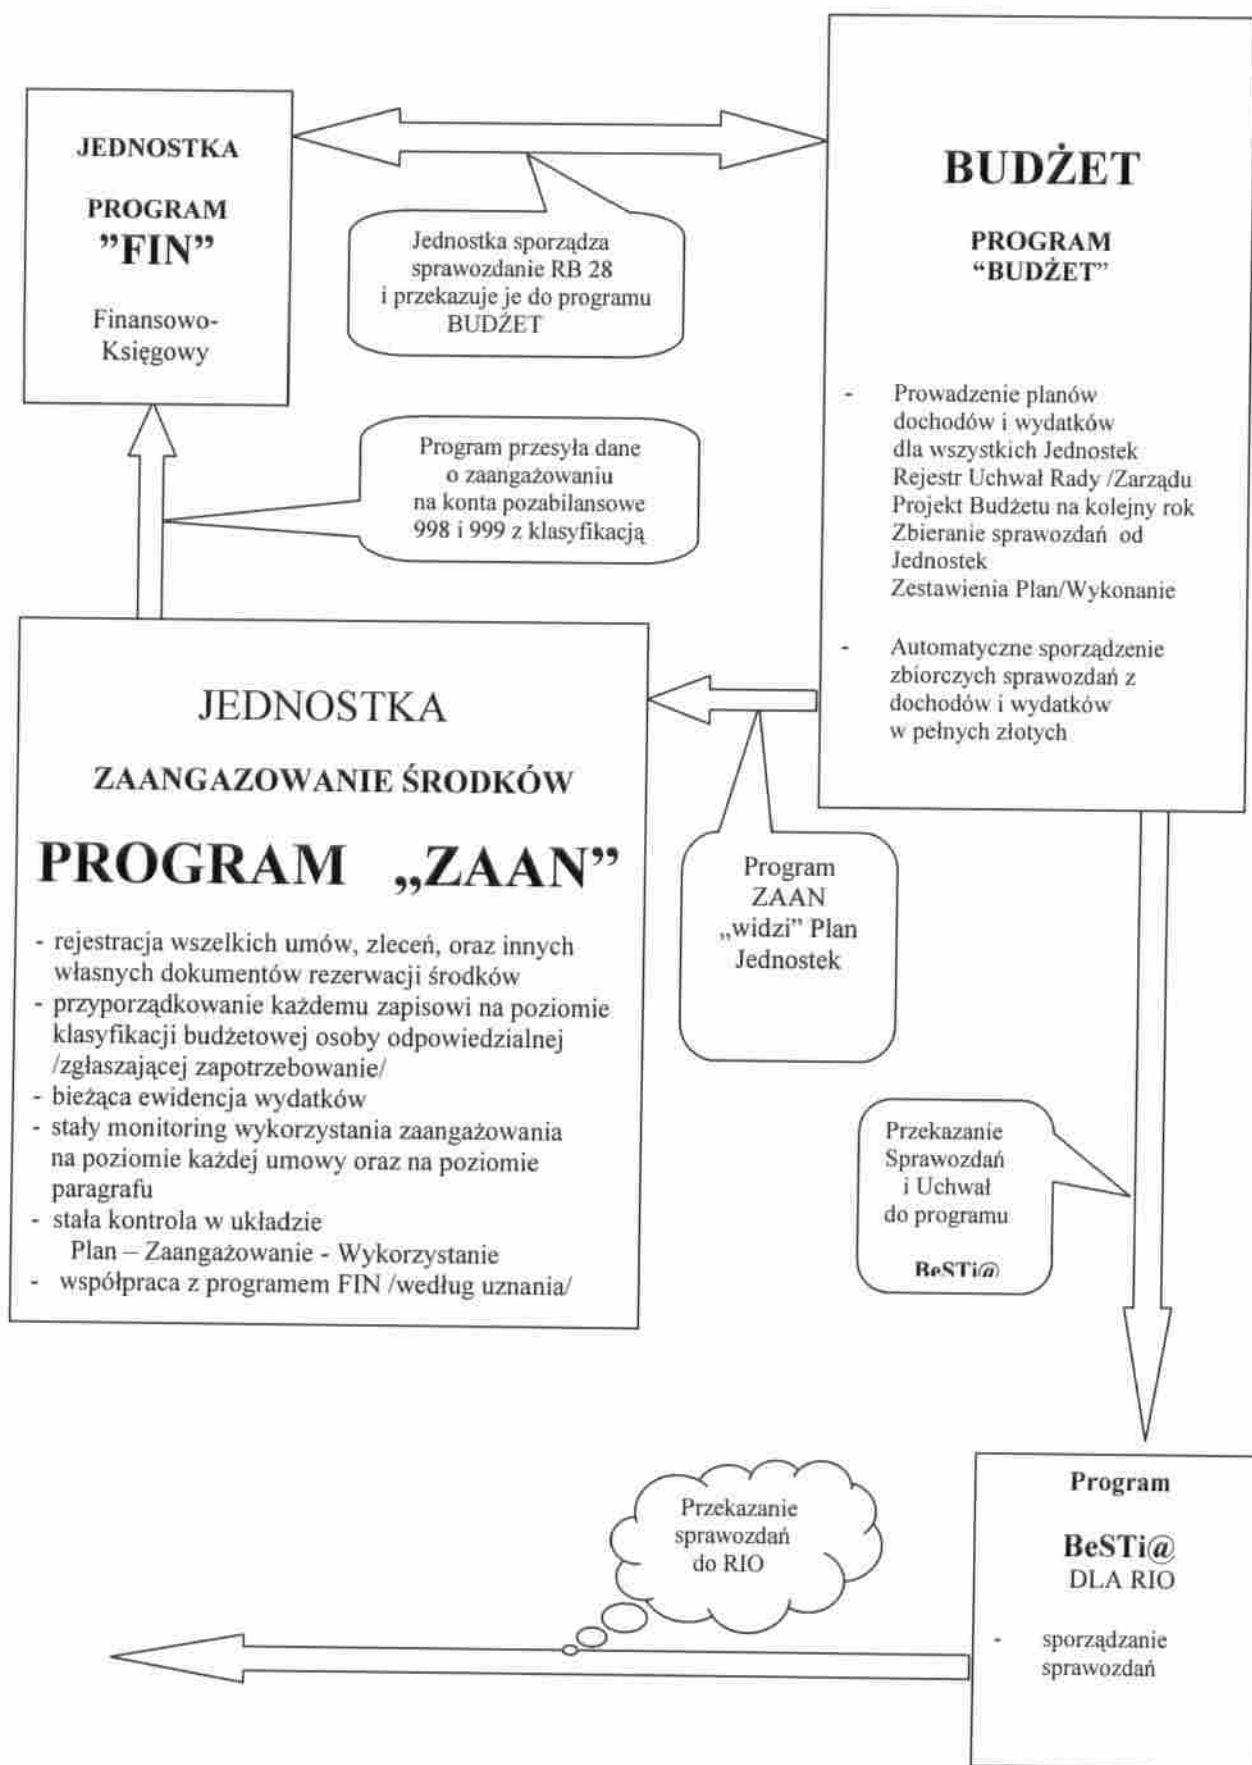 JEDNOSTKA
PROGRAM
”FIN”
Finansowo-
Księgowy
Jednostka sporządza
sprawozdanie RB 28
i przekazuje je do programu
BUDŻET
BUDŻET
PROGRAM
“BUDŻET”
- Prowadzenie planów
dochodów i wydatków
dla wszystkich Jednostek
Rejestr Uchwał Rady /Zarządu
Projekt Budżetu na kolejny rok
Zbieranie sprawozdań od
Jednostek
Zestawienia Plan/Wykonanie
- Automatyczne sporządzenie
zbiorczych sprawozdań z
dochodów i wydatków
w pełnych złotych
Program przesyła dane
o zaangażowaniu
na konta pozabilansowe
998 i 999 z klasyfikacją
JEDNOSTKA
ZAANGAZOWANIE ŚRODKÓW
PROGRAM „ZAAN”
- rejestracja wszelkich umów, zleceń, oraz innych
własnych dokumentów rezerwacji środków
- przyporządkowanie każdemu zapisowi na poziomie
klasyfikacji budżetowej osoby odpowiedzialnej
/zgłaszającej zapotrzebowanie/
- bieżąca ewidencja wydatków
- stały monitoring wykorzystania zaangażowania
na poziomie każdej umowy oraz na poziomie
paragrafu
- stała kontrola w układzie
Plan – Zaangażowanie - Wykorzystanie
- współpraca z programem FIN /według uznania/
Program
ZAAN
„widzi” Plan
Jednostek
Przekazanie
Sprawozdań
i Uchwał
do programu
BeSTi@
Przekazanie
sprawozdań
do RIO
Program
BeSTi@
DLA RIO
- sporządzanie
sprawozdań